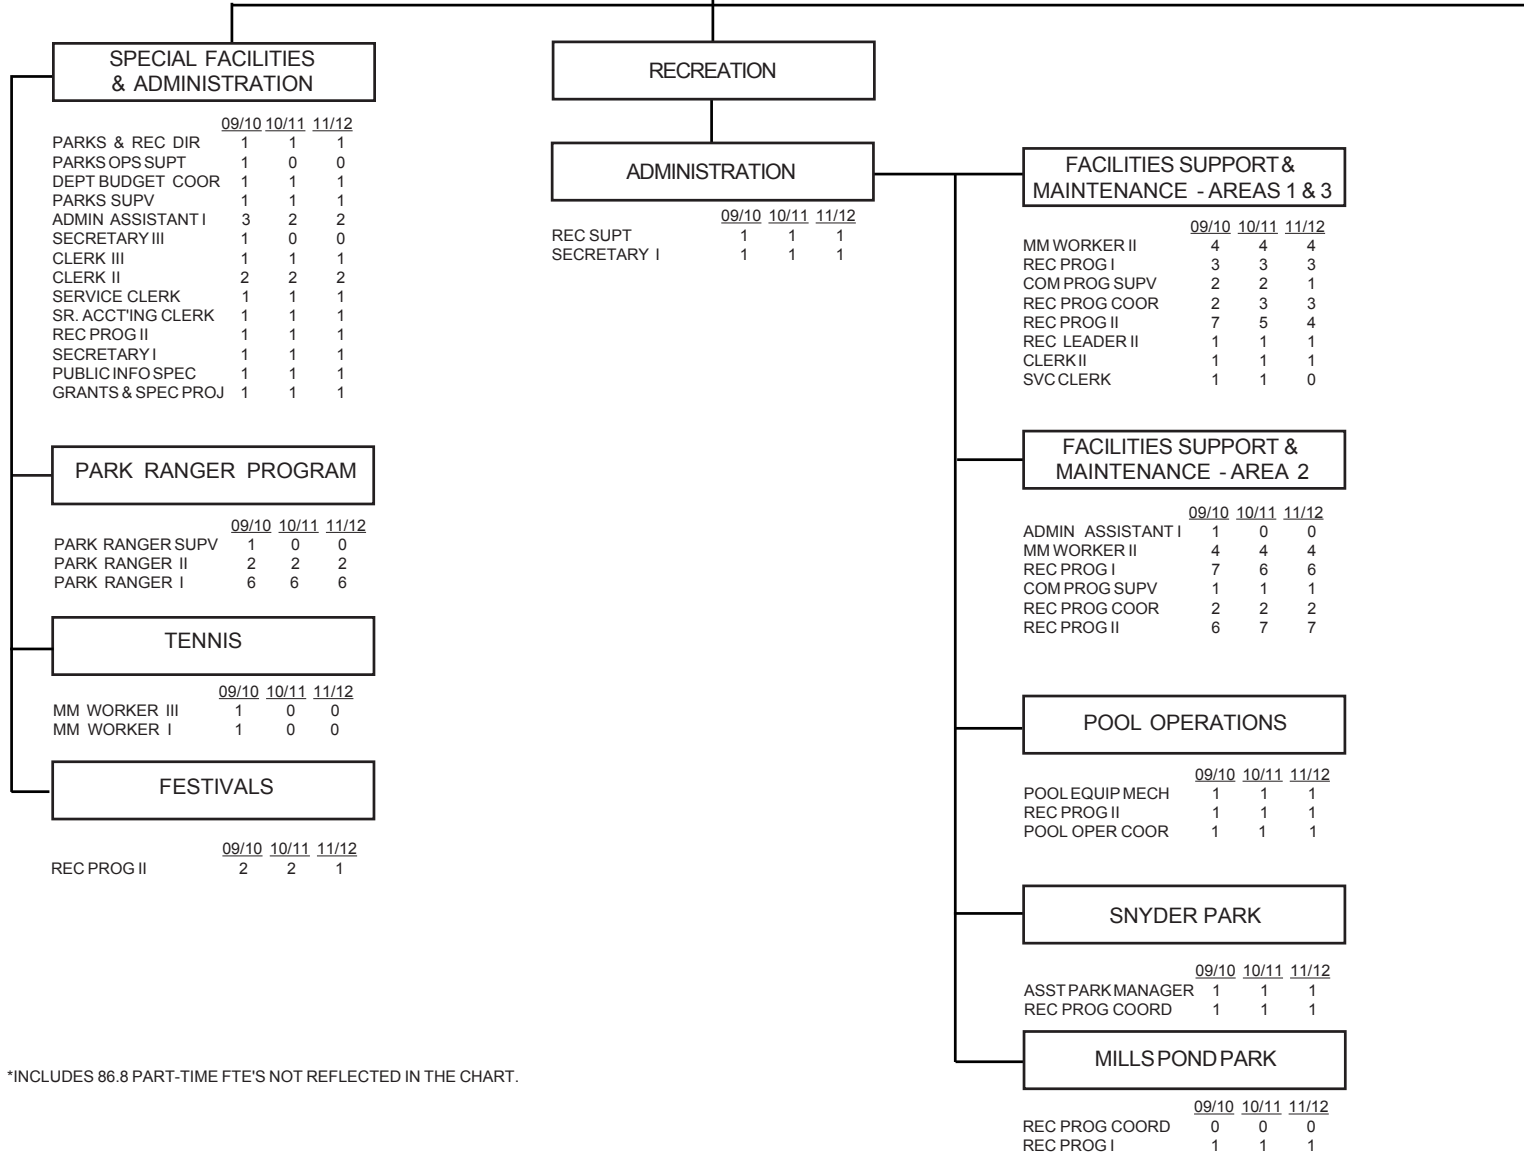 SPECIAL FACILITIES
& ADMINISTRATION
09/10 10/11 11/12
PARKS & REC DIR 1 1 1
PARKS OPS SUPT 1 0 0
DEPT BUDGET COOR 1 1 1
PARKS SUPV 1 1 1
ADMIN ASSISTANT I 3 2 2
SECRETARY III 1 0 0
CLERK III 1 1 1
CLERK II 2 2 2
SERVICE CLERK 1 1 1
SR. ACCT'ING CLERK 1 1 1
REC PROG II 1 1 1
SECRETARY I 1 1 1
PUBLIC INFO SPEC 1 1 1
GRANTS & SPEC PROJ 1 1 1
PARK RANGER PROGRAM
09/10 10/11 11/12
PARK RANGER SUPV 1 0 0
PARK RANGER II 2 2 2
PARK RANGER I 6 6 6
TENNIS
09/10 10/11 11/12
MM WORKER III 1 0 0
MM WORKER I 1 0 0
FESTIVALS
09/10 10/11 11/12
REC PROG II 2 2 1
*INCLUDES 86.8 PART-TIME FTE'S NOT REFLECTED IN THE CHART.
RECREATION
ADMINISTRATION
09/10 10/11 11/12
REC SUPT 1 1 1
SECRETARY I 1 1 1
FACILITIES SUPPORT &
MAINTENANCE - AREAS 1 & 3
09/10 10/11 11/12
MM WORKER II 4 4 4
REC PROG I 3 3 3
COM PROG SUPV 2 2 1
REC PROG COOR 2 3 3
REC PROG II 7 5 4
REC LEADER II 1 1 1
CLERK II 1 1 1
SVC CLERK 1 1 0
FACILITIES SUPPORT &
MAINTENANCE - AREA 2
09/10 10/11 11/12
ADMIN ASSISTANT I 1 0 0
MM WORKER II 4 4 4
REC PROG I 7 6 6
COM PROG SUPV 1 1 1
REC PROG COOR 2 2 2
REC PROG II 6 7 7
POOL OPERATIONS
09/10 10/11 11/12
POOL EQUIP MECH 1 1 1
REC PROG II 1 1 1
POOL OPER COOR 1 1 1
SNYDER PARK
09/10 10/11 11/12
ASST PARK MANAGER 1 1 1
REC PROG COORD 1 1 1
MILLS POND PARK
09/10 10/11 11/12
REC PROG COORD 0 0 0
REC PROG I 1 1 1